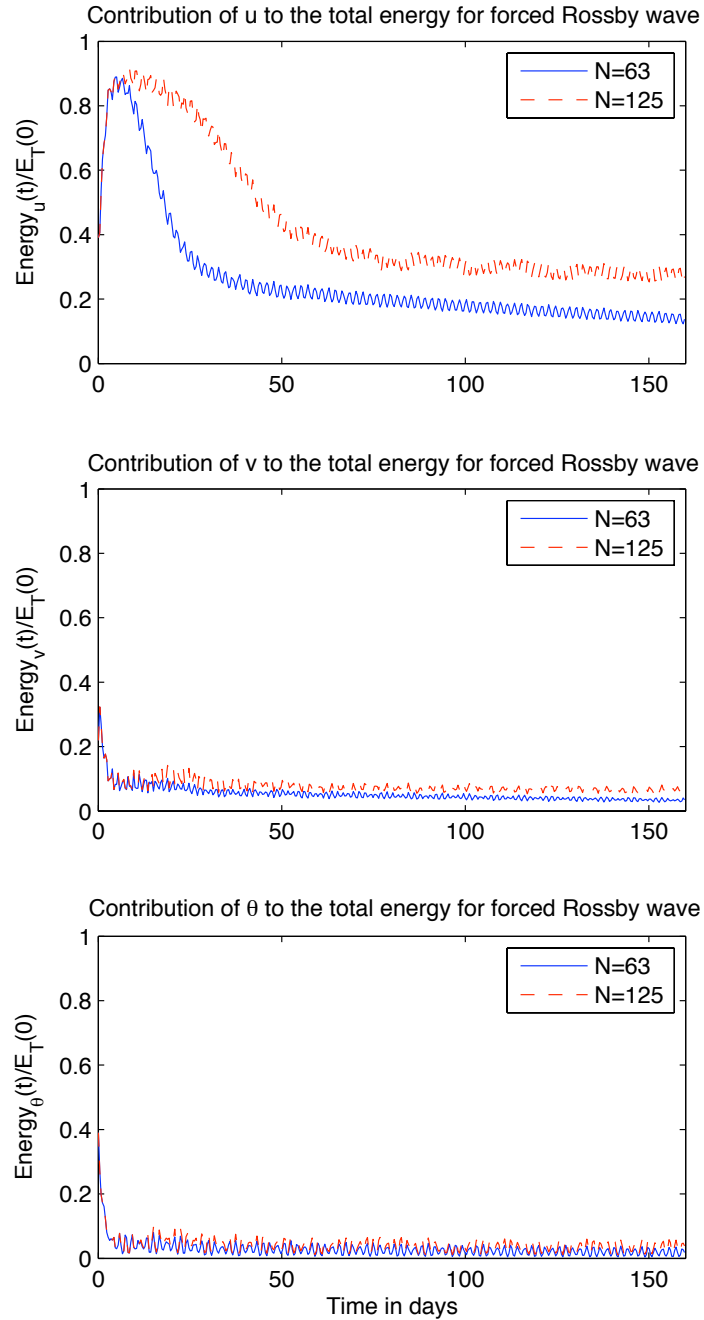 Contribution of u to the total energy for forced Rossby wave
1
0.8
0.6
0.4
0.2
0
Energy_u(t)/E_T(0)
N=63
N=125
0 50 100 150
Contribution of v to the total energy for forced Rossby wave
1
0.8
0.6
0.4
0.2
0
Energy_v(t)/E_T(0)
N=63
N=125
0 50 100 150
Contribution of θ to the total energy for forced Rossby wave
1
0.8
0.6
0.4
0.2
0
Energy_θ(t)/E_T(0)
N=63
N=125
0 50 100 150
Time in days